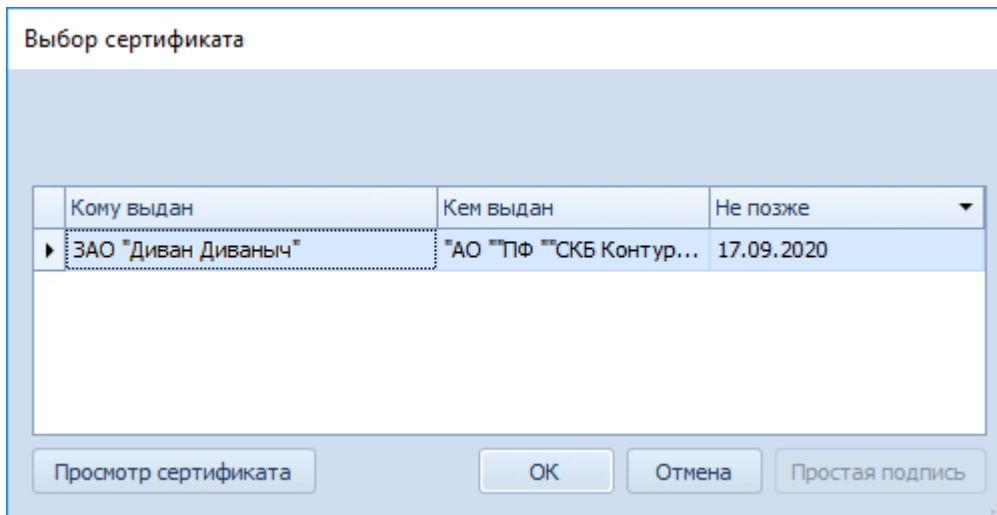 Выбор сертификата
Кому выдан Кем выдан Не позже
ЗАО "Диван Диваныч" "АО ""ПФ ""СКБ Контур... 17.09.2020
Просмотр сертификата ОК Отмена Простая подпись